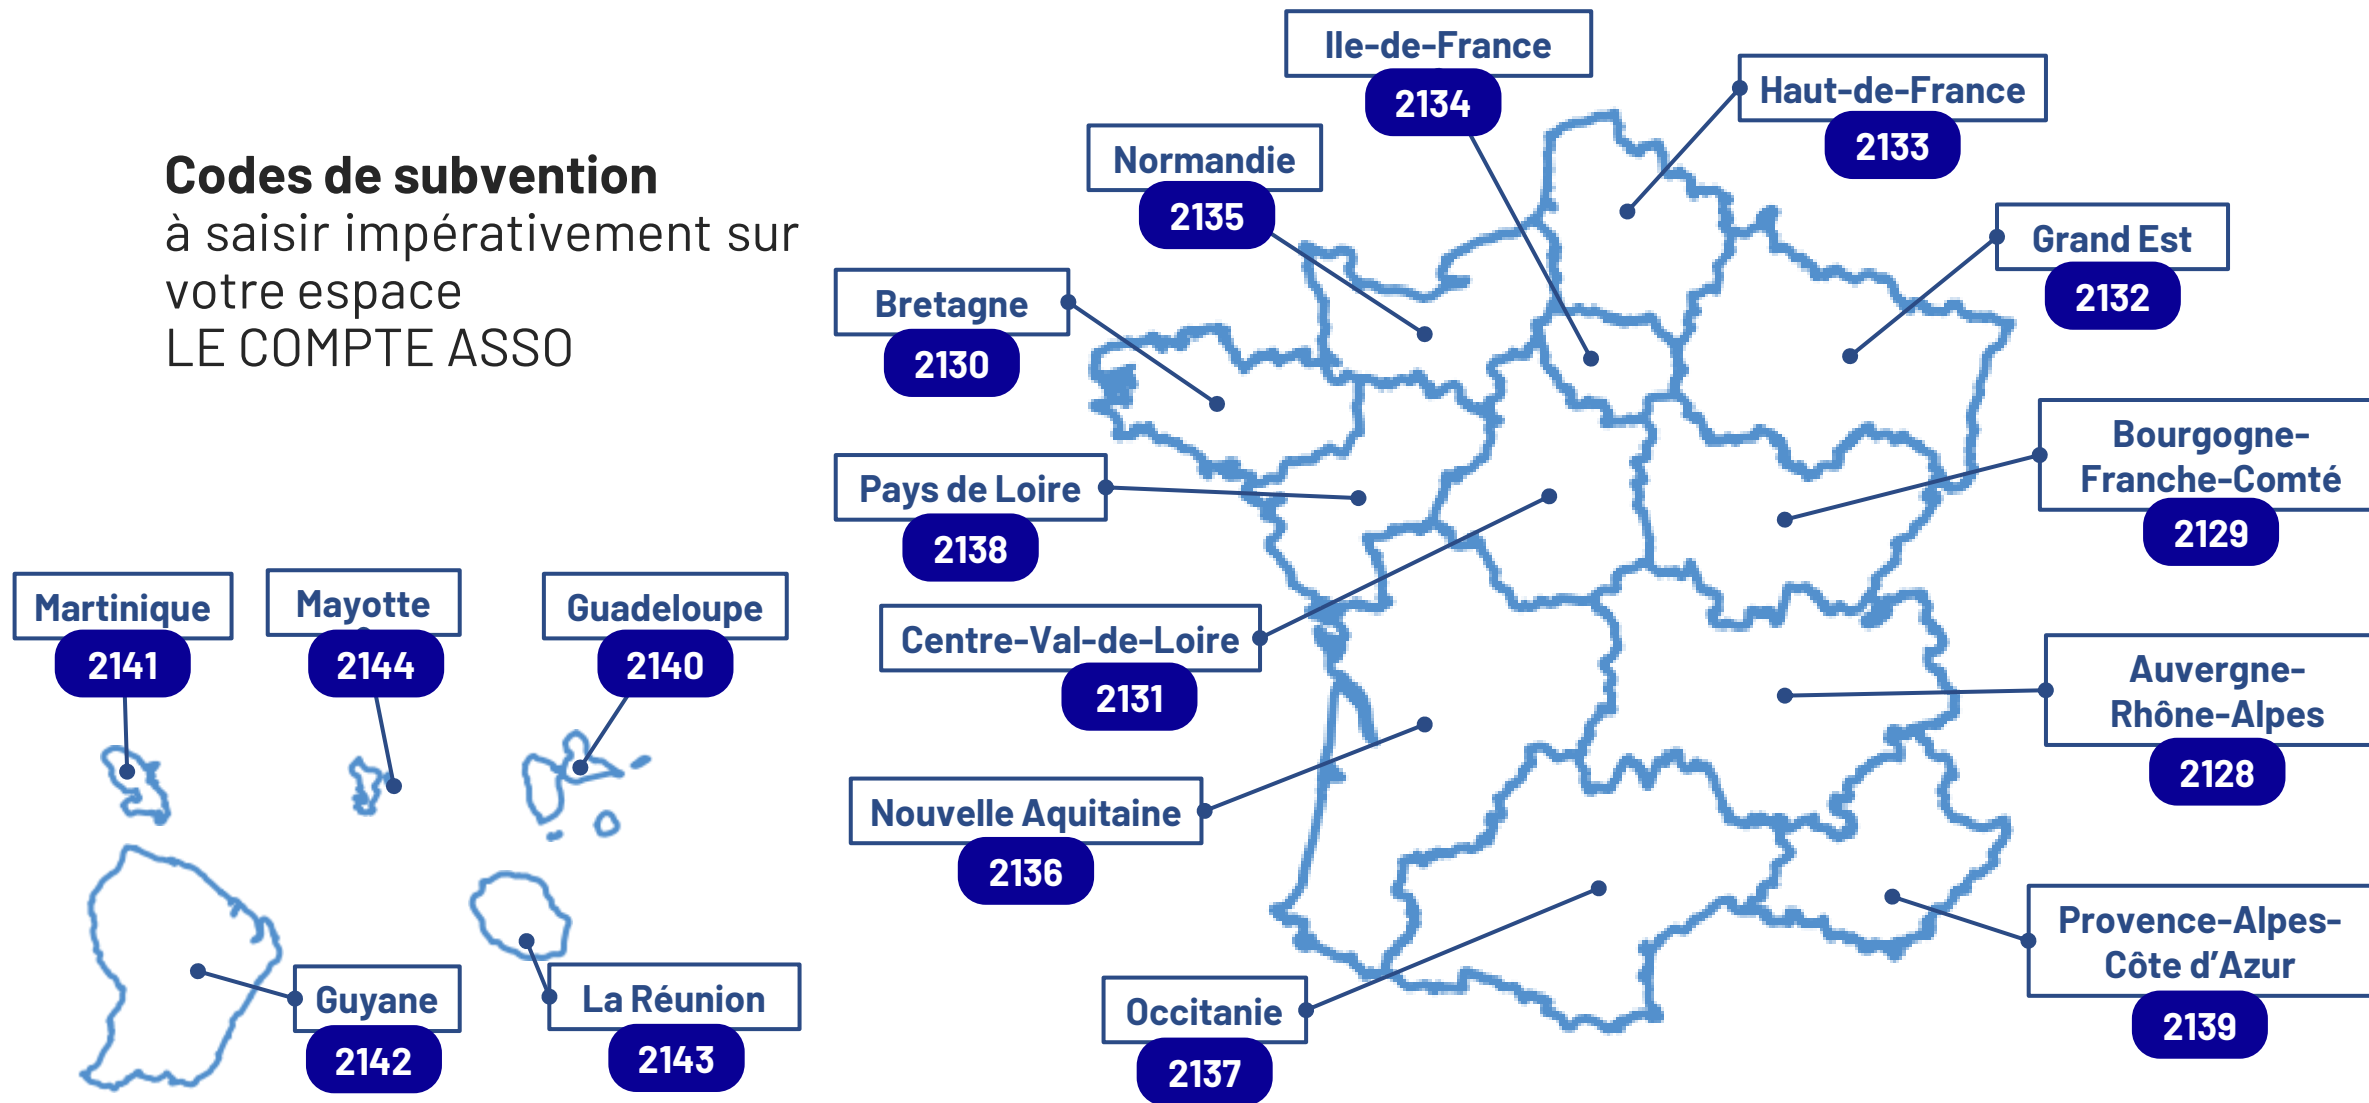 Codes de subvention
à saisir impérativement sur
votre espace
LE COMPTE ASSO
Ile-de-France
2134
Haut-de-France
2133
Normandie
2135
Grand Est
2132
Bretagne
2130
Bourgogne-
Franche-Comté
2129
Pays de Loire
2138
Centre-Val-de-Loire
2131
Auvergne-
Rhône-Alpes
2128
Nouvelle Aquitaine
2136
Provence-Alpes-
Côte d’Azur
2139
Occitanie
2137
Martinique
2141
Mayotte
2144
Guadeloupe
2140
Guyane
2142
La Réunion
2143